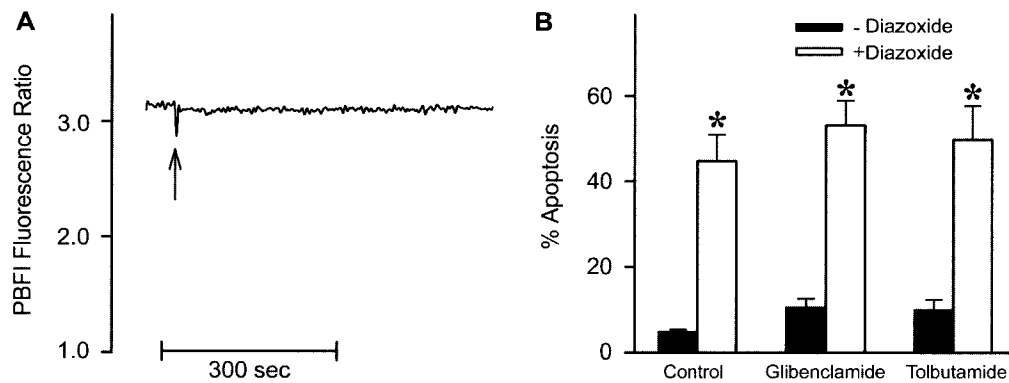 A
PBFI Fluorescence Ratio
3.0
2.0
1.0
300 sec
B
- Diazoxide
+Diazoxide
% Apoptosis
60
40
20
0
*
*
*
Control
Glibenclamide
Tolbutamide